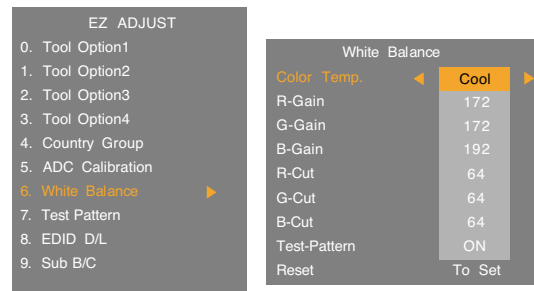 EZ ADJUST
0. Tool Option1
1. Tool Option2
2. Tool Option3
3. Tool Option4
4. Country Group
5. ADC Calibration
6. White Balance
7. Test Pattern
8. EDID D/L
9. Sub B/C
White Balance
Color Temp. Cool
R-Gain 172
G-Gain 172
B-Gain 192
R-Cut 64
G-Cut 64
B-Cut 64
Test-Pattern ON
Reset To Set